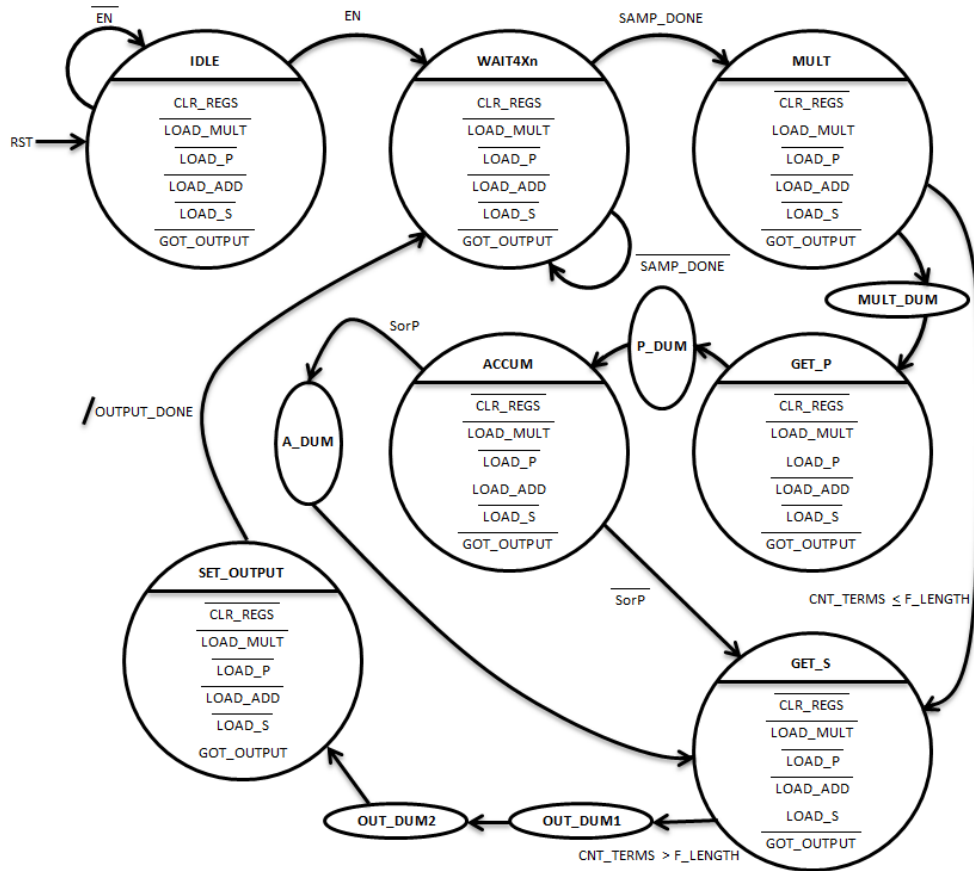 EN
EN
SAMP_DONE
IDLE
CLR_REGS
LOAD_MULT
LOAD_P
LOAD_ADD
LOAD_S
GOT_OUTPUT
RST
WAIT4Xn
CLR_REGS
LOAD_MULT
LOAD_P
LOAD_ADD
LOAD_S
GOT_OUTPUT
MULT
CLR_REGS
LOAD_MULT
LOAD_P
LOAD_ADD
LOAD_S
GOT_OUTPUT
SAMP_DONE
MULT_DUM
SorP
P_DUM
ACCUM
CLR_REGS
LOAD_MULT
LOAD_P
LOAD_ADD
LOAD_S
GOT_OUTPUT
GET_P
CLR_REGS
LOAD_MULT
LOAD_P
LOAD_ADD
LOAD_S
GOT_OUTPUT
/OUTPUT_DONE
A_DUM
SET_OUTPUT
CLR_REGS
LOAD_MULT
LOAD_P
LOAD_ADD
LOAD_S
GOT_OUTPUT
SorP
CNT_TERMS ≤ F_LENGTH
GET_S
CLR_REGS
LOAD_MULT
LOAD_P
LOAD_ADD
LOAD_S
GOT_OUTPUT
OUT_DUM2
OUT_DUM1
CNT_TERMS > F_LENGTH